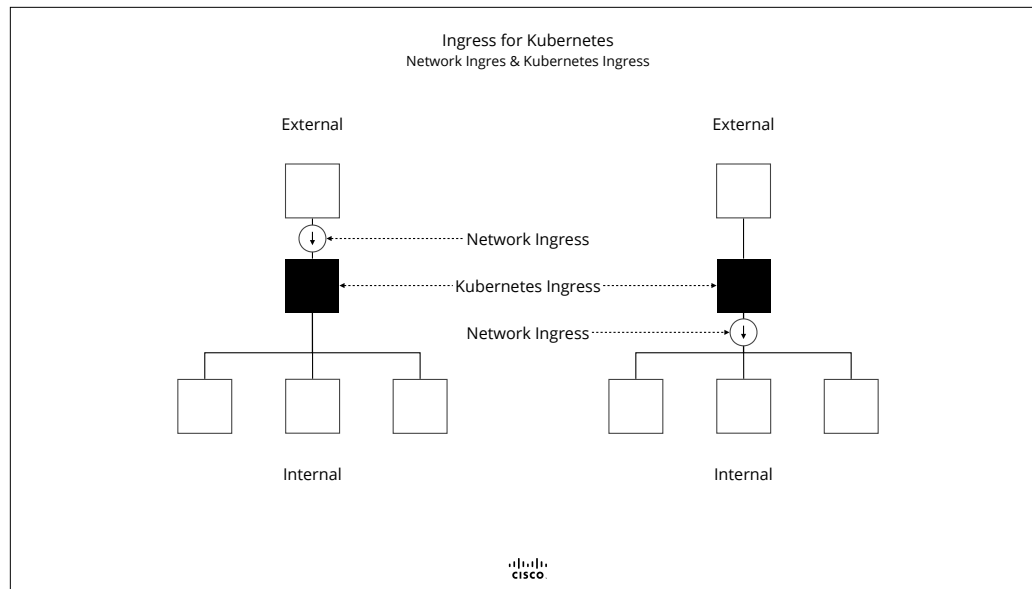 Ingress for Kubernetes
Network Ingres & Kubernetes Ingress
External
External
Network Ingress
Kubernetes Ingress
Network Ingress
Internal
Internal
CISCO